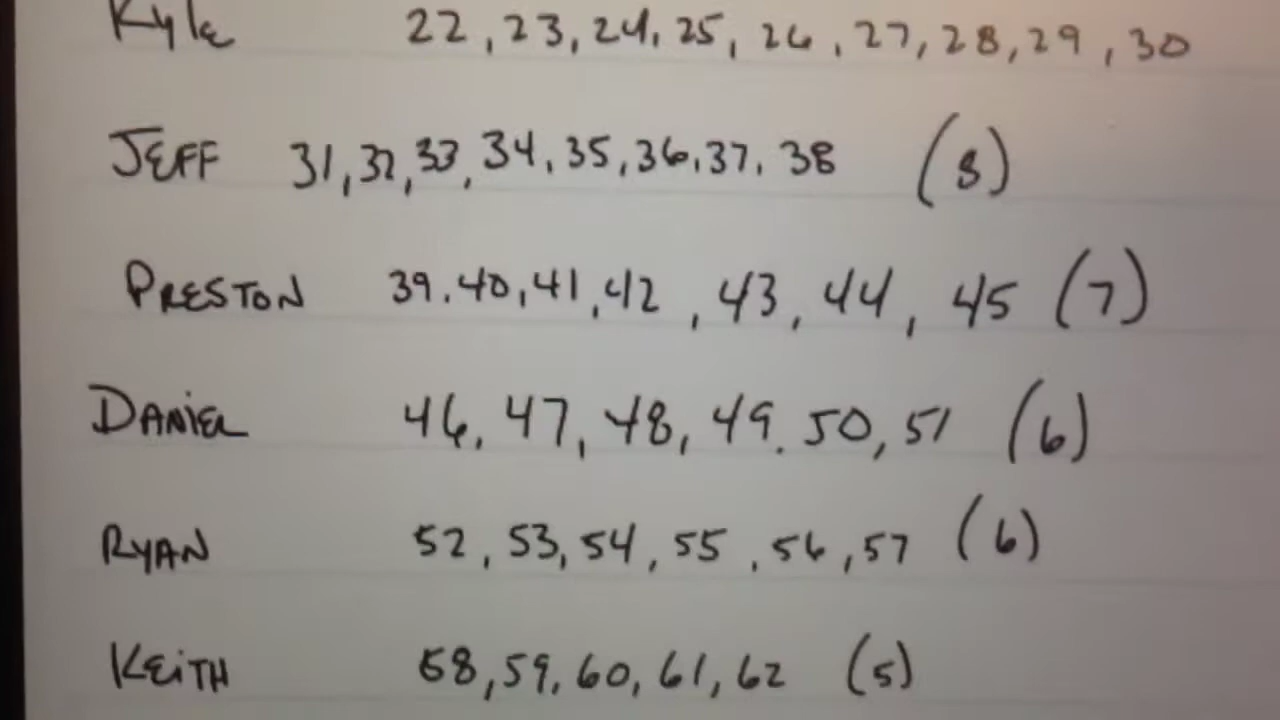 Kyle 22, 23, 24, 25, 26, 27, 28, 29, 30
JEFF 31, 32, 33, 34, 35, 36, 37, 38 (8)
PRESTON 39, 40, 41, 42, 43, 44, 45 (7)
DANiEL 46, 47, 48, 49, 50, 51 (6)
RYAN 52, 53, 54, 55, 56, 57 (6)
KEiTH 58, 59, 60, 61, 62 (5)